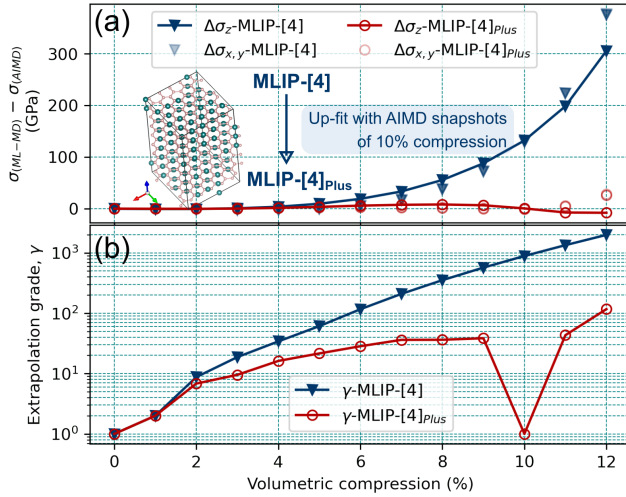 (a)
Δσz-MLIP-[4]
Δσz-MLIP-[4]Plus
Δσx, y-MLIP-[4]
Δσx, y-MLIP-[4]Plus
MLIP-[4]
Up-fit with AIMD snapshots
of 10% compression
MLIP-[4]Plus
σ(ML−MD) − σ(AIMD)
(GPa)
300
200
100
0
(b)
Extrapolation grade, γ
10³
10²
10¹
10⁰
γ-MLIP-[4]
γ-MLIP-[4]Plus
0
2
4
6
8
10
12
Volumetric compression (%)